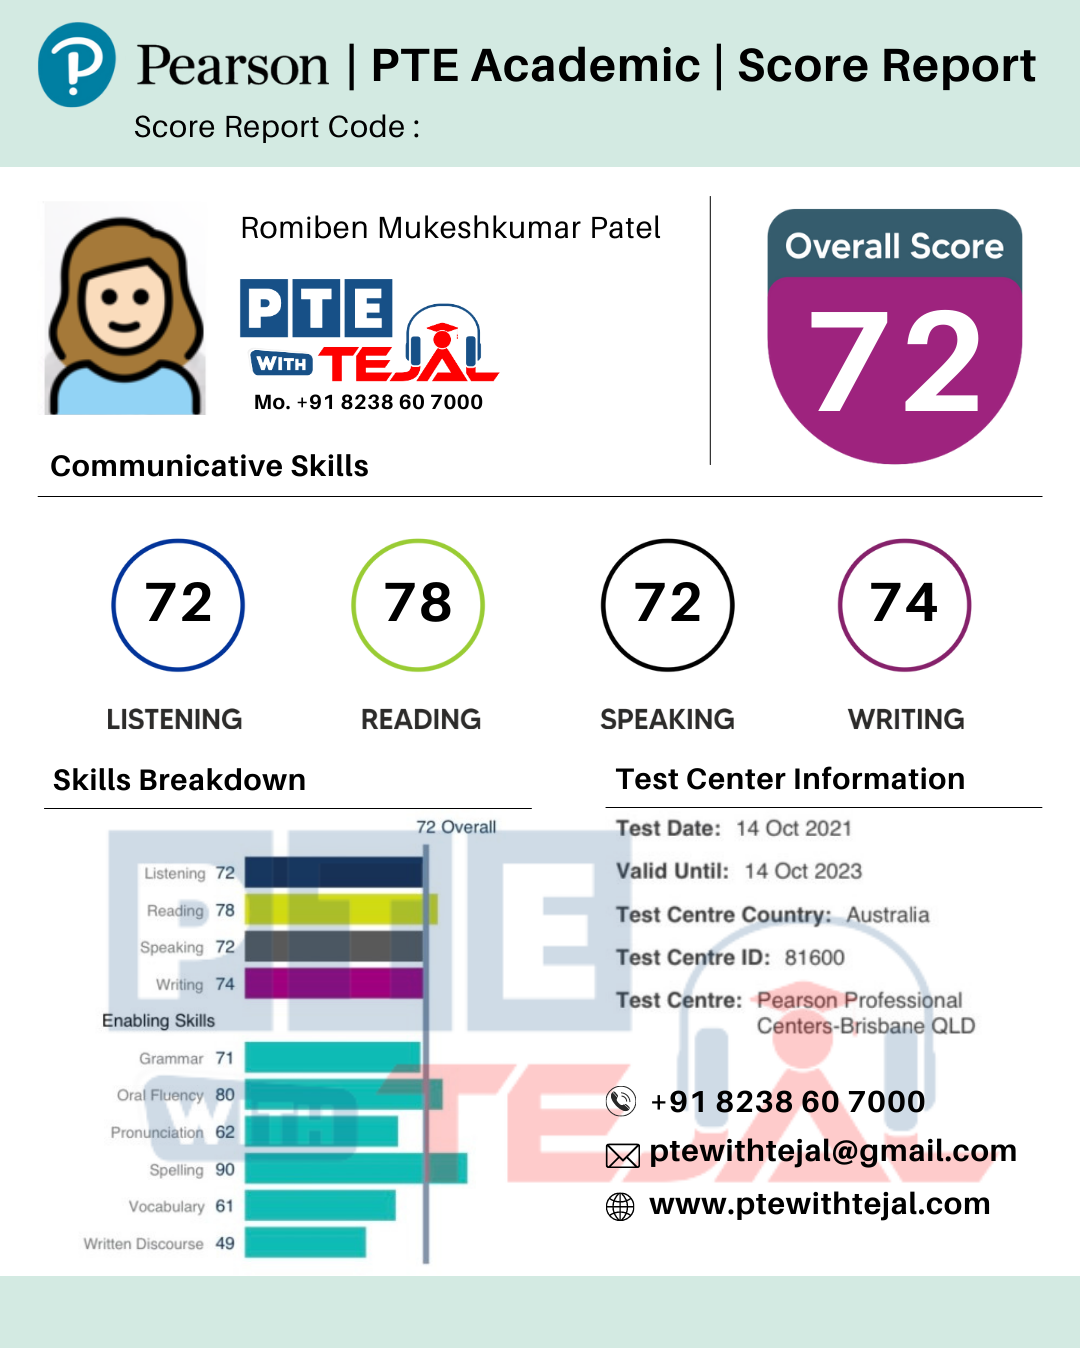 Pearson | PTE Academic | Score Report
Score Report Code :
Romiben Mukeshkumar Patel
PTE
WITH TEJAL
Mo. +91 8238 60 7000
Overall Score
72
Communicative Skills
72 78 72 74
LISTENING READING SPEAKING WRITING
Skills Breakdown
72 Overall
Listening 72
Reading 78
Speaking 72
Writing 74
Enabling Skills
Grammar 71
Oral Fluency 80
Pronunciation 62
Spelling 90
Vocabulary 61
Written Discourse 49
Test Center Information
Test Date: 14 Oct 2021
Valid Until: 14 Oct 2023
Test Centre Country: Australia
Test Centre ID: 81600
Test Centre: Pearson Professional
Centers-Brisbane QLD
+91 8238 60 7000
ptewithtejal@gmail.com
www.ptewithtejal.com
PTE
WITH TEJAL